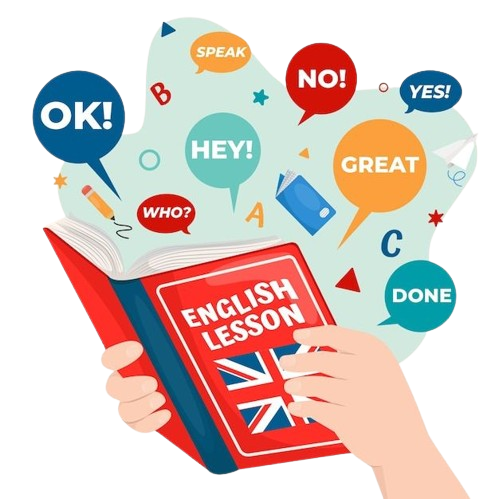 SPEAK
NO!
YES!
OK!
B
HEY!
GREAT
WHO?
A
C
DONE
ENGLISH
LESSON